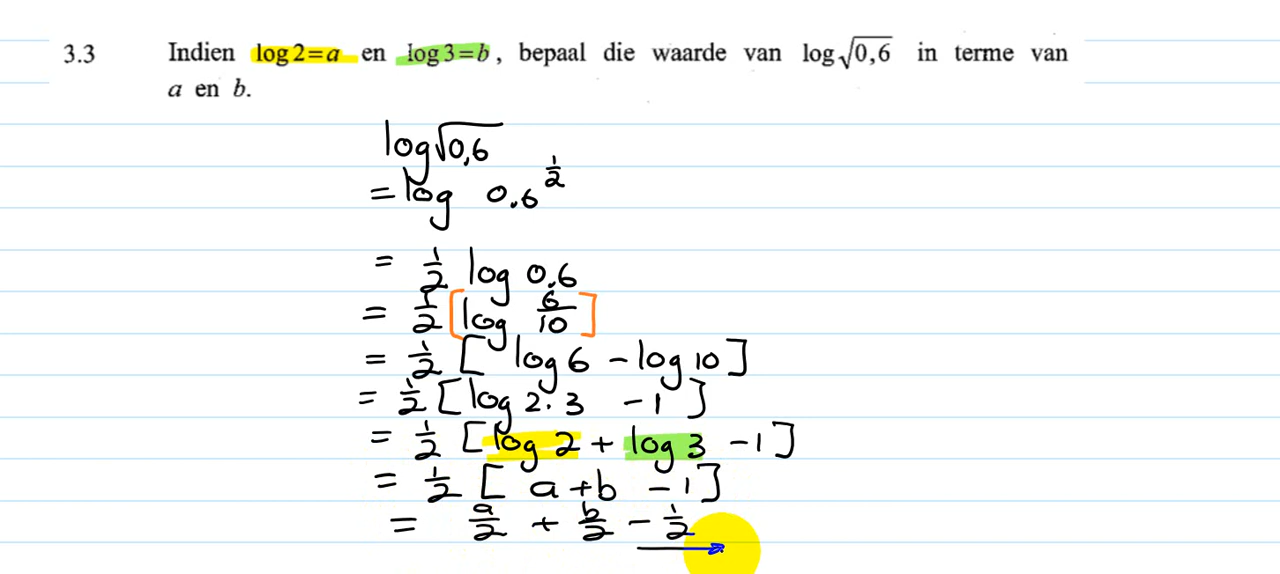 3.3 Indien log 2 = a en log 3 = b, bepaal die waarde van log √0,6 in terme van
a en b.
log √0,6
= log 0.6^½
= ½ log 0.6
= ½ [log 6/10]
= ½ [log 6 - log 10]
= ½ [log 2·3 - 1]
= ½ [log 2 + log 3 - 1]
= ½ [a + b - 1]
= a/2 + b/2 - ½